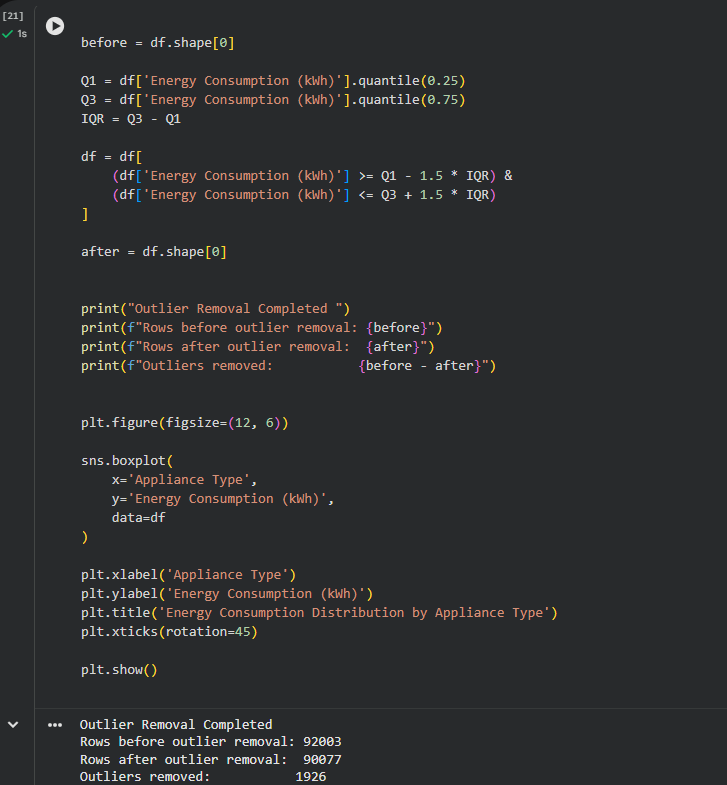 [21]
✓ 1s
before = df.shape[0]
Q1 = df['Energy Consumption (kWh)'].quantile(0.25)
Q3 = df['Energy Consumption (kWh)'].quantile(0.75)
IQR = Q3 - Q1
df = df[
    (df['Energy Consumption (kWh)'] >= Q1 - 1.5 * IQR) &
    (df['Energy Consumption (kWh)'] <= Q3 + 1.5 * IQR)
]
after = df.shape[0]
print("Outlier Removal Completed ")
print(f"Rows before outlier removal: {before}")
print(f"Rows after outlier removal:  {after}")
print(f"Outliers removed:           {before - after}")
plt.figure(figsize=(12, 6))
sns.boxplot(
    x='Appliance Type',
    y='Energy Consumption (kWh)',
    data=df
)
plt.xlabel('Appliance Type')
plt.ylabel('Energy Consumption (kWh)')
plt.title('Energy Consumption Distribution by Appliance Type')
plt.xticks(rotation=45)
plt.show()
Outlier Removal Completed
Rows before outlier removal: 92003
Rows after outlier removal:  90077
Outliers removed:           1926